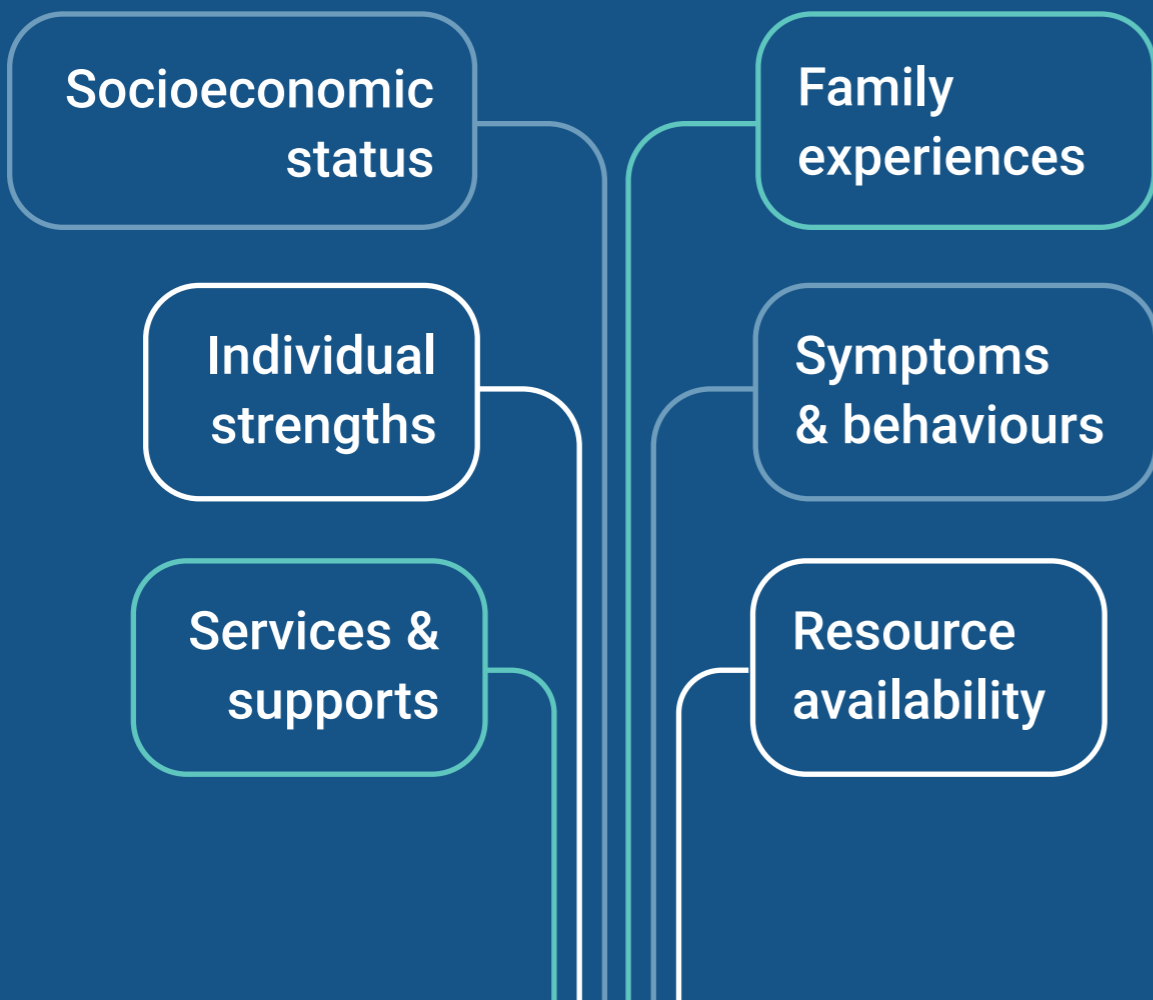 Socioeconomic
status
Family
experiences
Individual
strengths
Symptoms
& behaviours
Services &
supports
Resource
availability